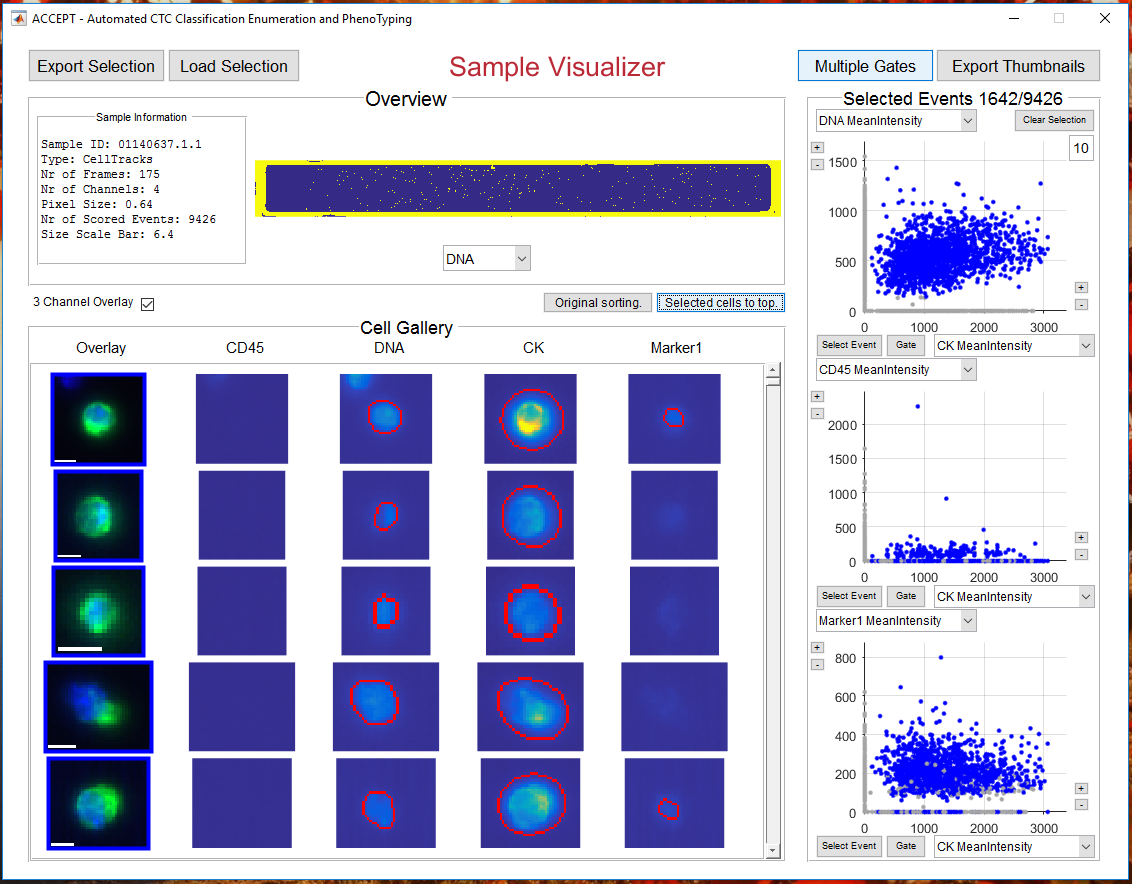 ACCEPT - Automated CTC Classification Enumeration and PhenoTyping
Export Selection
Load Selection
Sample Visualizer
Multiple Gates
Export Thumbnails
Overview
Sample Information
Sample ID: 01140637.1.1
Type: CellTracks
Nr of Frames: 175
Nr of Channels: 4
Pixel Size: 0.64
Nr of Scored Events: 9426
Size Scale Bar: 6.4
DNA
3 Channel Overlay
Original sorting.
Selected cells to top.
Cell Gallery
Overlay
CD45
DNA
CK
Marker1
Selected Events 1642/9426
DNA MeanIntensity
Clear Selection
+
-
10
1500
1000
500
0
0
1000
2000
3000
+
-
Select Event
Gate
CK MeanIntensity
CD45 MeanIntensity
+
-
2000
1500
1000
500
0
0
1000
2000
3000
+
-
Select Event
Gate
CK MeanIntensity
Marker1 MeanIntensity
+
-
800
600
400
200
0
0
1000
2000
3000
+
-
Select Event
Gate
CK MeanIntensity